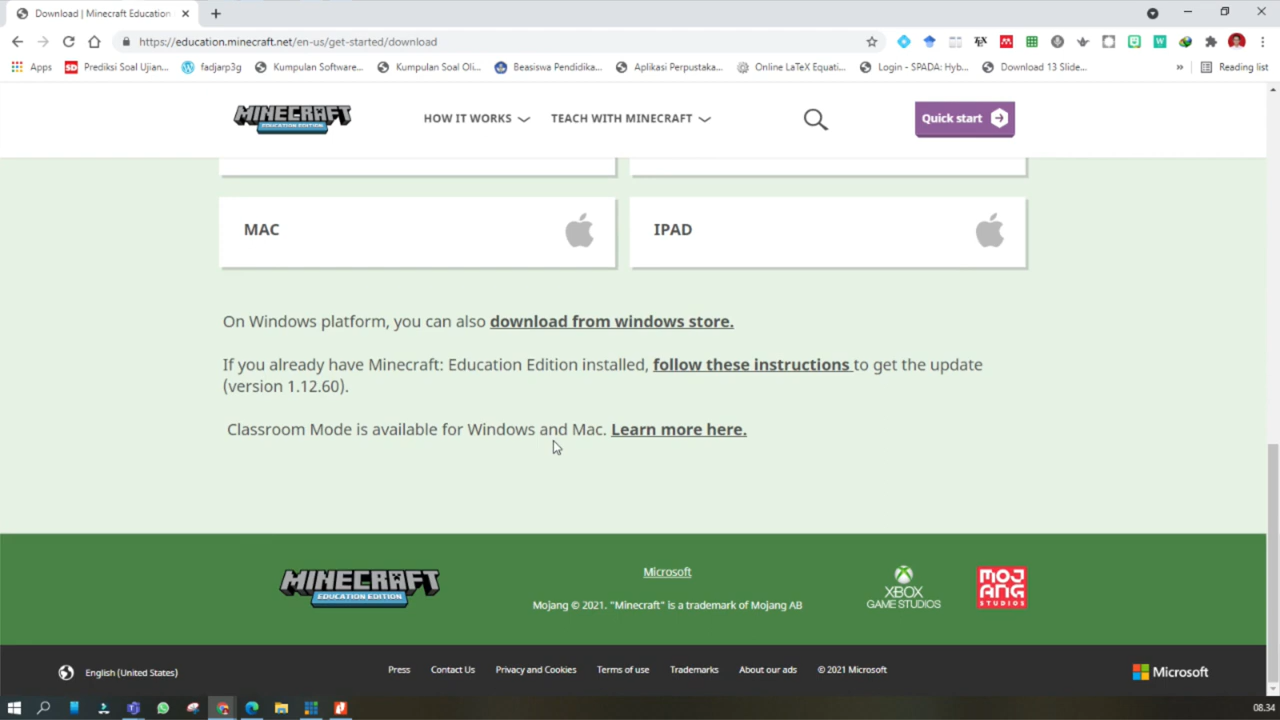 Download | Minecraft Education
https://education.minecraft.net/en-us/get-started/download
Apps
SD Prediksi Soal Ujian...
fadjarp3g
Kumpulan Software...
Kumpulan Soal Oli...
Beasiswa Pendidika...
Aplikasi Perpustaka...
Online LaTeX Equati...
Login - SPADA: Hyb...
Download 13 Slide...
»
Reading list
MINECRAFT
EDUCATION EDITION
HOW IT WORKS
TEACH WITH MINECRAFT
Quick start
MAC
IPAD
On Windows platform, you can also download from windows store.
If you already have Minecraft: Education Edition installed, follow these instructions to get the update
(version 1.12.60).
Classroom Mode is available for Windows and Mac. Learn more here.
MINECRAFT
EDUCATION EDITION
Microsoft
Mojang © 2021. "Minecraft" is a trademark of Mojang AB
XBOX
GAME STUDIOS
MOJ
ANG
STUDIOS
English (United States)
Press
Contact Us
Privacy and Cookies
Terms of use
Trademarks
About our ads
© 2021 Microsoft
Microsoft
08.34